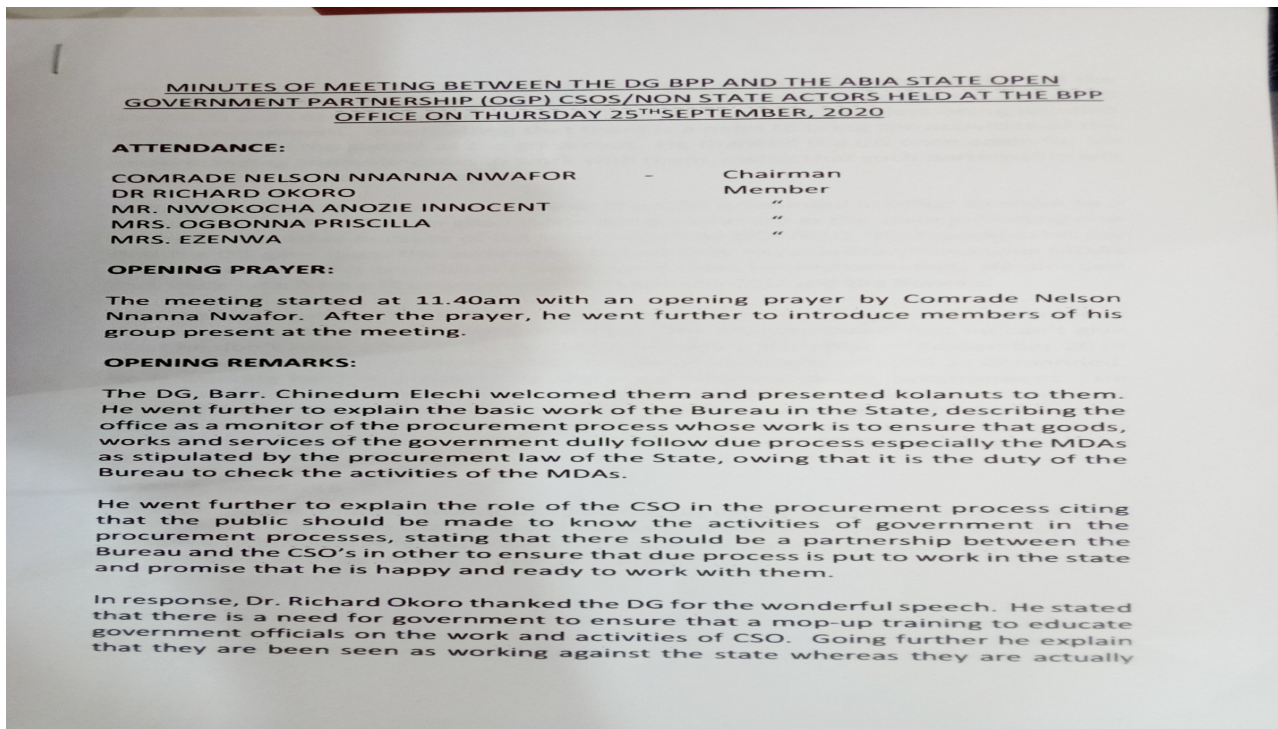 MINUTES OF MEETING BETWEEN THE DG BPP AND THE ABIA STATE OPEN
GOVERNMENT PARTNERSHIP (OGP) CSOS/NON STATE ACTORS HELD AT THE BPP
OFFICE ON THURSDAY 25THSEPTEMBER, 2020
ATTENDANCE:
COMRADE NELSON NNANNA NWAFOR - Chairman
DR RICHARD OKORO Member
MR. NWOKOCHA ANOZIE INNOCENT “
MRS. OGBONNA PRISCILLA “
MRS. EZENWA “
OPENING PRAYER:
The meeting started at 11.40am with an opening prayer by Comrade Nelson
Nnanna Nwafor. After the prayer, he went further to introduce members of his
group present at the meeting.
OPENING REMARKS:
The DG, Barr. Chinedum Elechi welcomed them and presented kolanuts to them.
He went further to explain the basic work of the Bureau in the State, describing the
office as a monitor of the procurement process whose work is to ensure that goods,
works and services of the government dully follow due process especially the MDAs
as stipulated by the procurement law of the State, owing that it is the duty of the
Bureau to check the activities of the MDAs.
He went further to explain the role of the CSO in the procurement process citing
that the public should be made to know the activities of government in the
procurement processes, stating that there should be a partnership between the
Bureau and the CSO’s in other to ensure that due process is put to work in the state
and promise that he is happy and ready to work with them.
In response, Dr. Richard Okoro thanked the DG for the wonderful speech. He stated
that there is a need for government to ensure that a mop-up training to educate
government officials on the work and activities of CSO. Going further he explain
that they are been seen as working against the state whereas they are actually